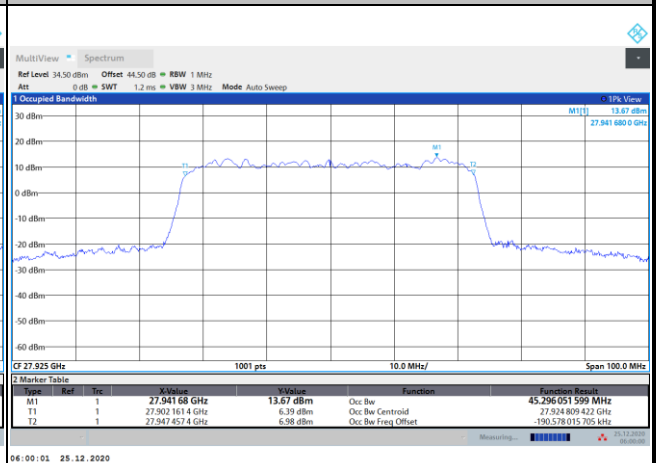 MultiView Spectrum
Ref Level 34.50 dBm Offset 44.50 dB RBW 1 MHz
Att 0 dB SWT 1.2 ms VBW 3 MHz Mode Auto Sweep
1 Occupied Bandwidth 1Pk View
M1[1] 13.67 dBm
27.941 680 0 GHz
30 dBm
20 dBm
M1
10 dBm
T1
T2
0 dBm
-10 dBm
-20 dBm
-30 dBm
-40 dBm
-50 dBm
-60 dBm
CF 27.925 GHz 1001 pts 10.0 MHz/ Span 100.0 MHz
2 Marker Table
Type Ref Trc X-Value Y-Value Function Function Result
M1 1 27.941 68 GHz 13.67 dBm Occ Bw 45.296 051 599 MHz
T1 1 27.902 161 4 GHz 6.39 dBm Occ Bw Centroid 27.924 809 422 GHz
T2 1 27.947 457 4 GHz 6.98 dBm Occ Bw Freq Offset -190.578 015 705 kHz
Measuring... 25.12.2020
06:00:00
06:00:01 25.12.2020